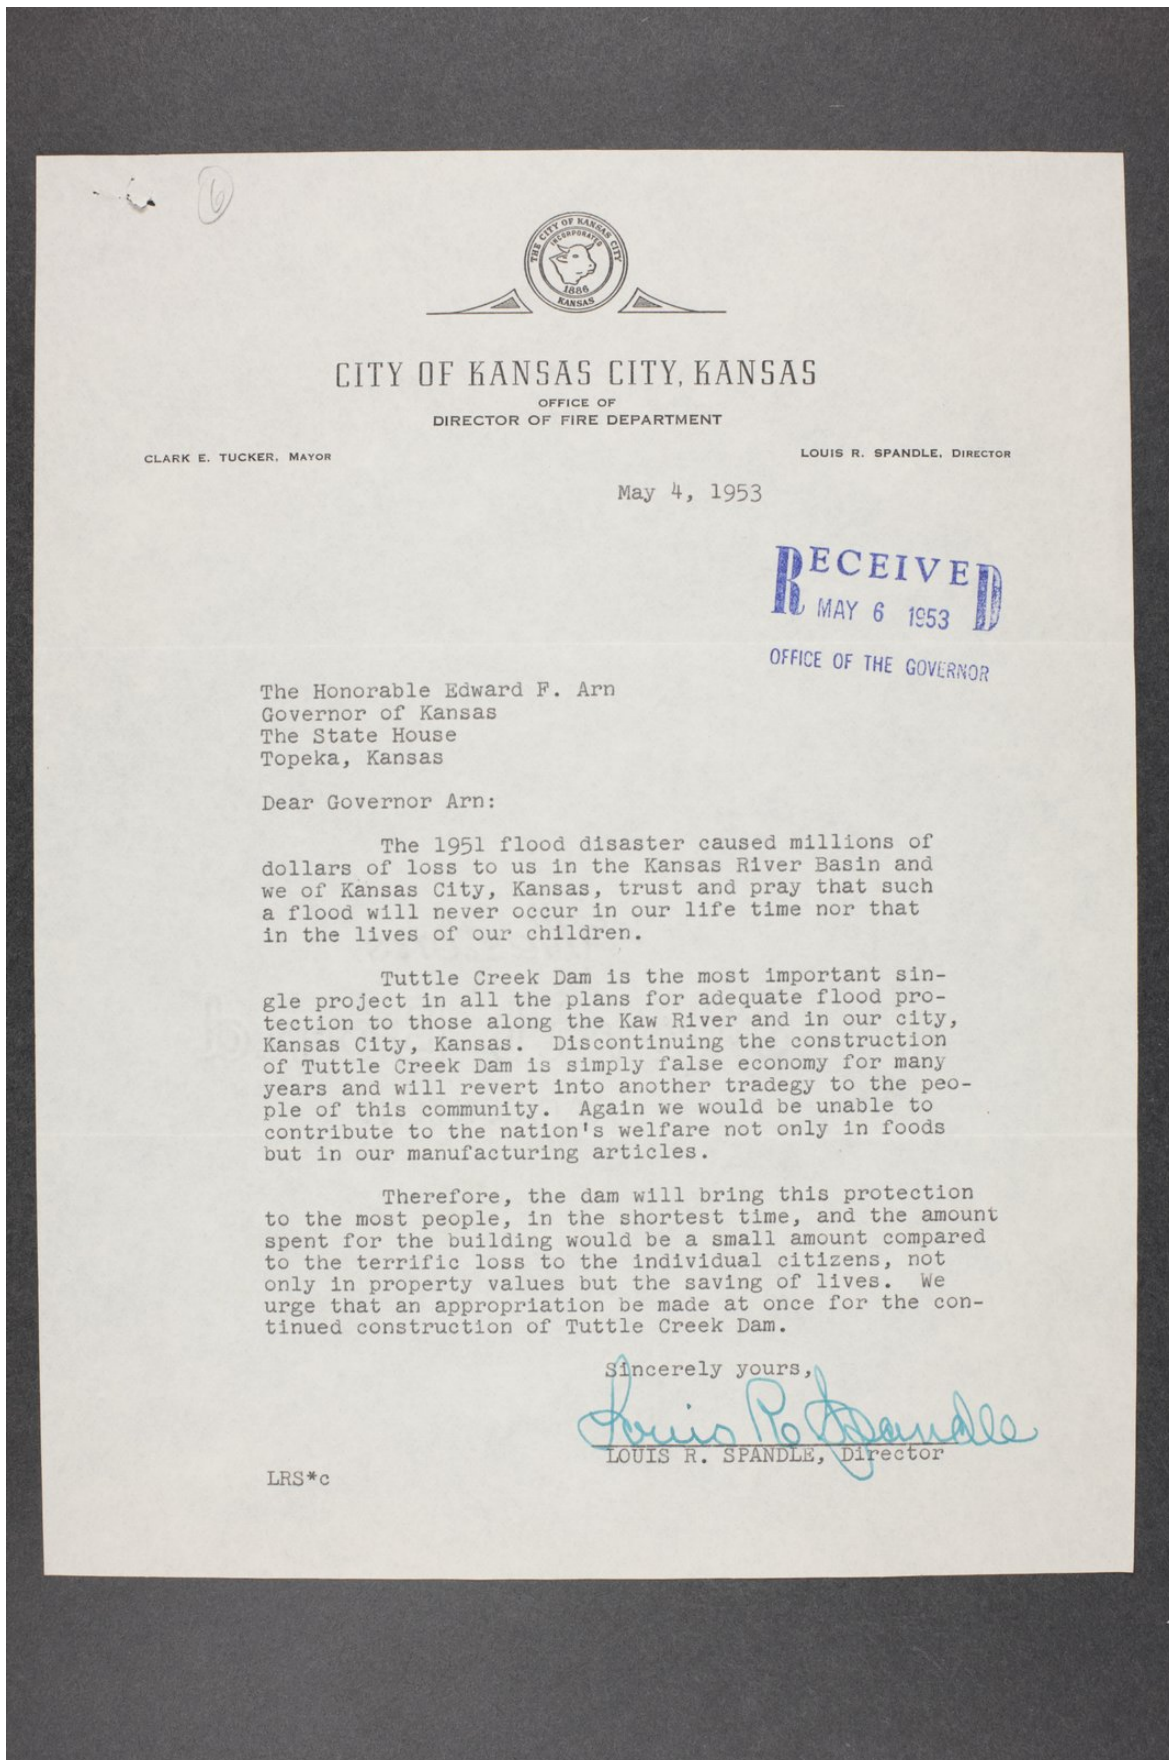 6
THE CITY OF KANSAS CITY
INCORPORATED
1886
KANSAS
CITY OF KANSAS CITY, KANSAS
OFFICE OF
DIRECTOR OF FIRE DEPARTMENT
CLARK E. TUCKER, MAYOR
LOUIS R. SPANDLE, DIRECTOR
May 4, 1953
RECEIVED
MAY 6 1953
OFFICE OF THE GOVERNOR
The Honorable Edward F. Arn
Governor of Kansas
The State House
Topeka, Kansas
Dear Governor Arn:
The 1951 flood disaster caused millions of
dollars of loss to us in the Kansas River Basin and
we of Kansas City, Kansas, trust and pray that such
a flood will never occur in our life time nor that
in the lives of our children.
Tuttle Creek Dam is the most important sin-
gle project in all the plans for adequate flood pro-
tection to those along the Kaw River and in our city,
Kansas City, Kansas. Discontinuing the construction
of Tuttle Creek Dam is simply false economy for many
years and will revert into another tradegy to the peo-
ple of this community. Again we would be unable to
contribute to the nation's welfare not only in foods
but in our manufacturing articles.
Therefore, the dam will bring this protection
to the most people, in the shortest time, and the amount
spent for the building would be a small amount compared
to the terrific loss to the individual citizens, not
only in property values but the saving of lives. We
urge that an appropriation be made at once for the con-
tinued construction of Tuttle Creek Dam.
Sincerely yours,
Louis R. Spandle
LOUIS R. SPANDLE, Director
LRS*c